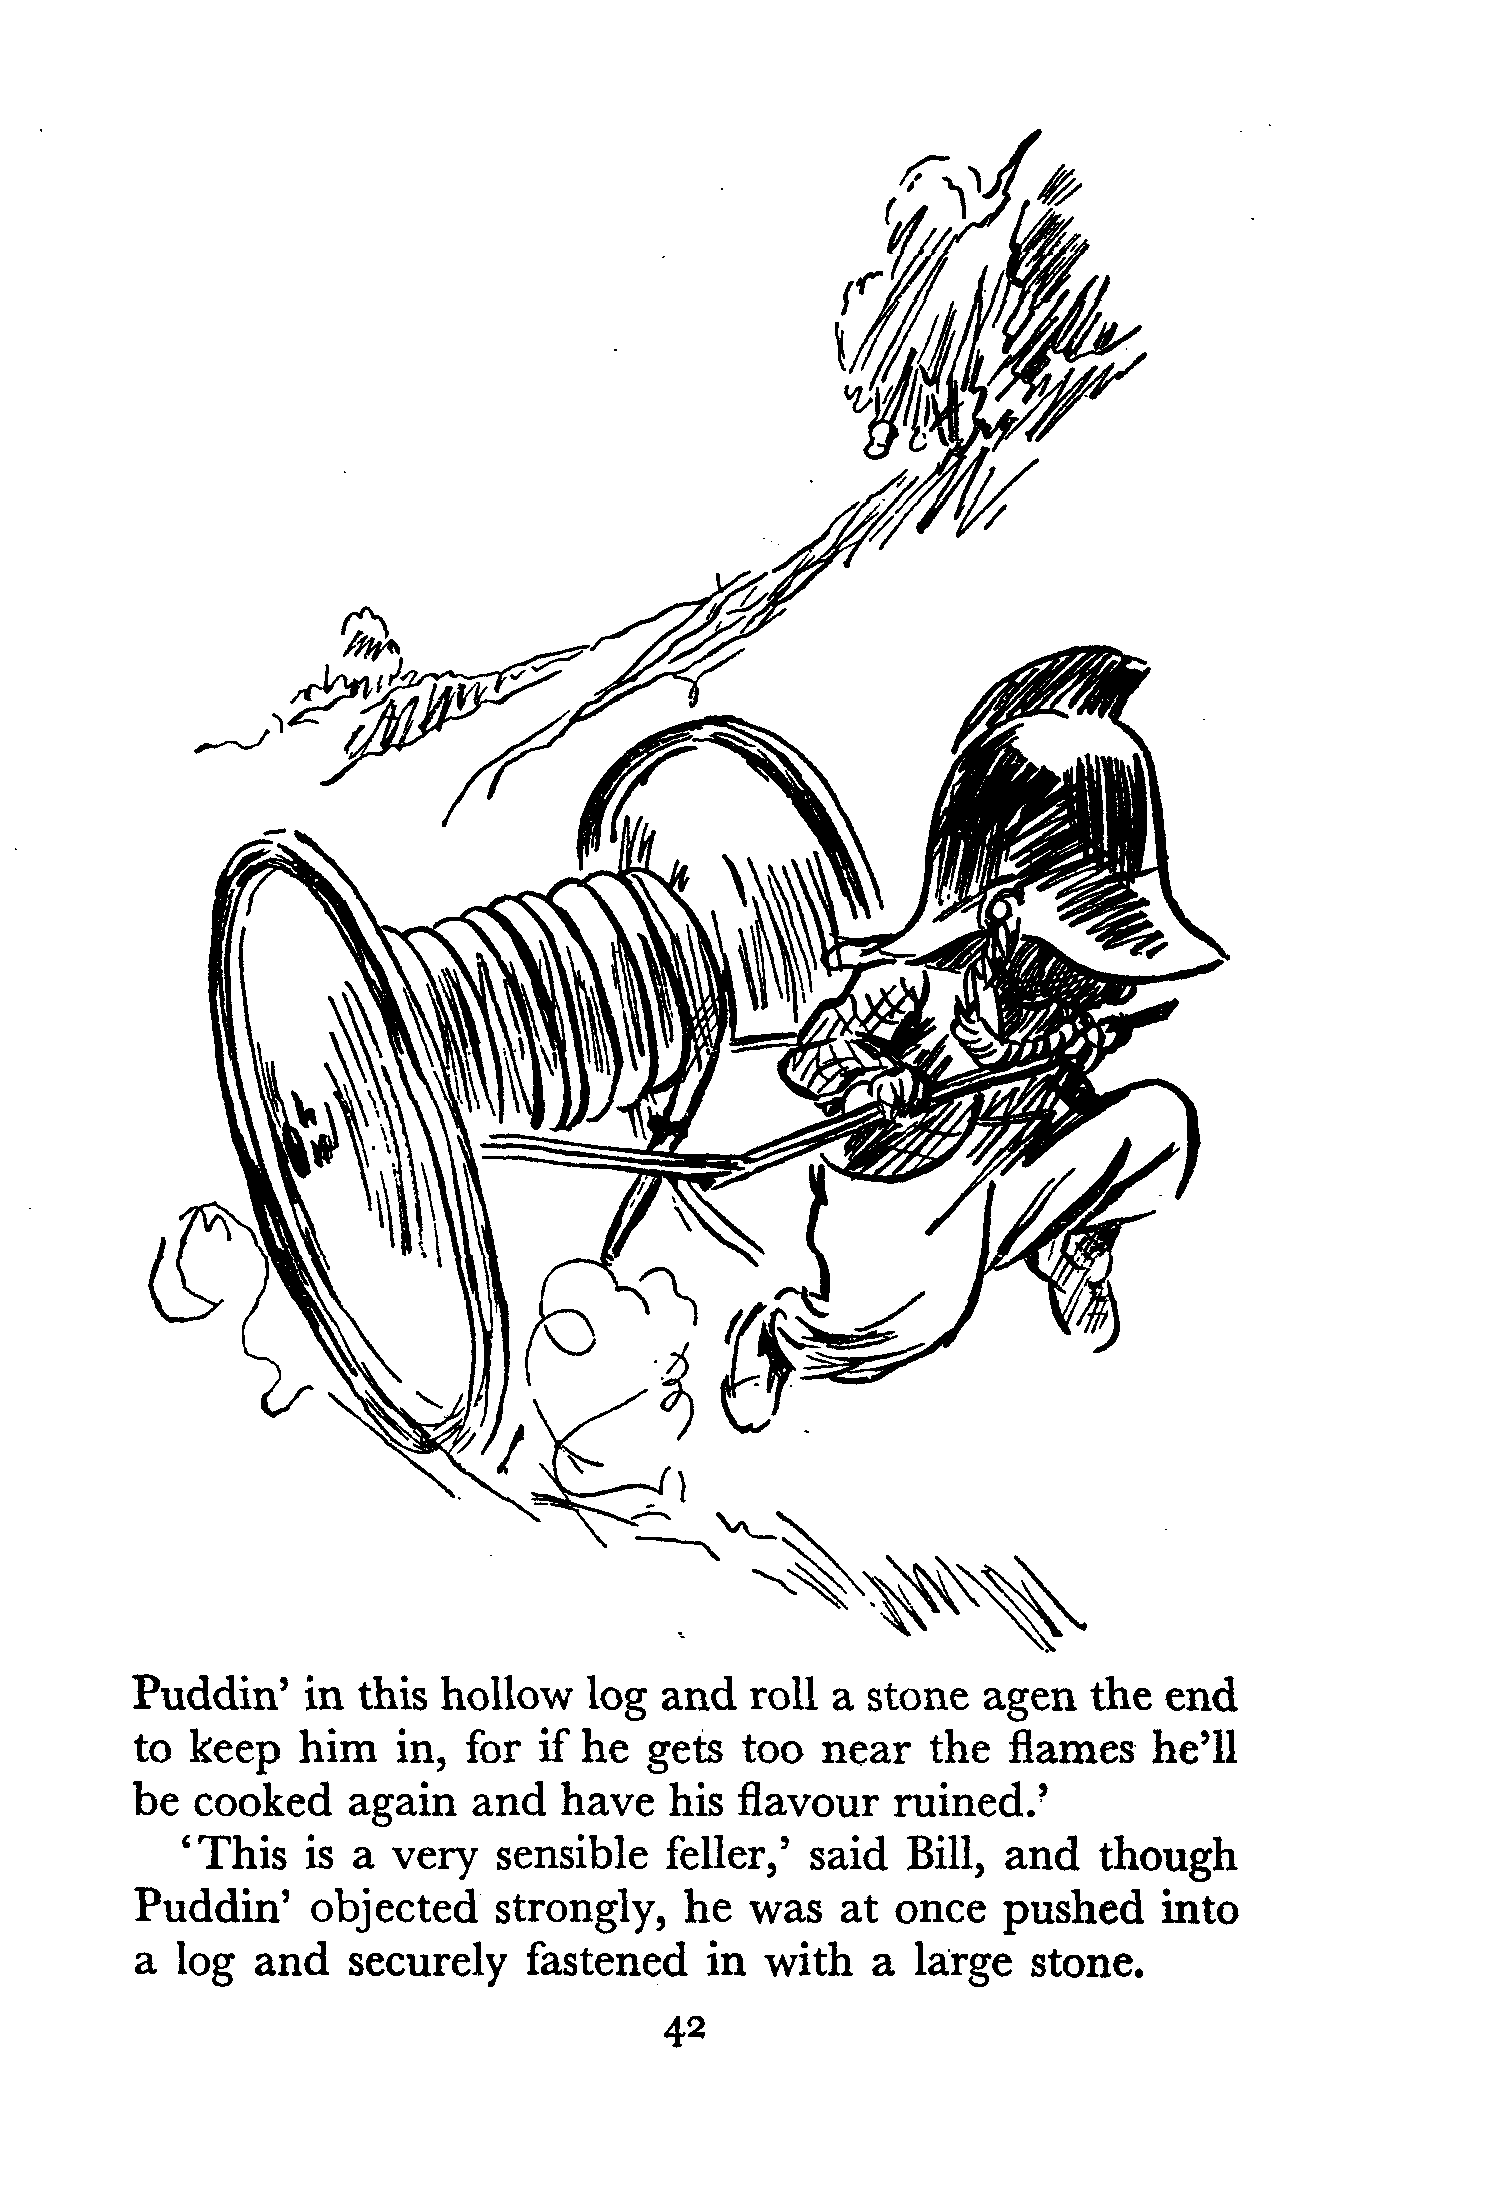 Puddin’ in this hollow log and roll a stone agen the end
to keep him in, for if he gets too near the flames he’ll
be cooked again and have his flavour ruined.’
‘This is a very sensible feller,’ said Bill, and though
Puddin’ objected strongly, he was at once pushed into
a log and securely fastened in with a large stone.
42